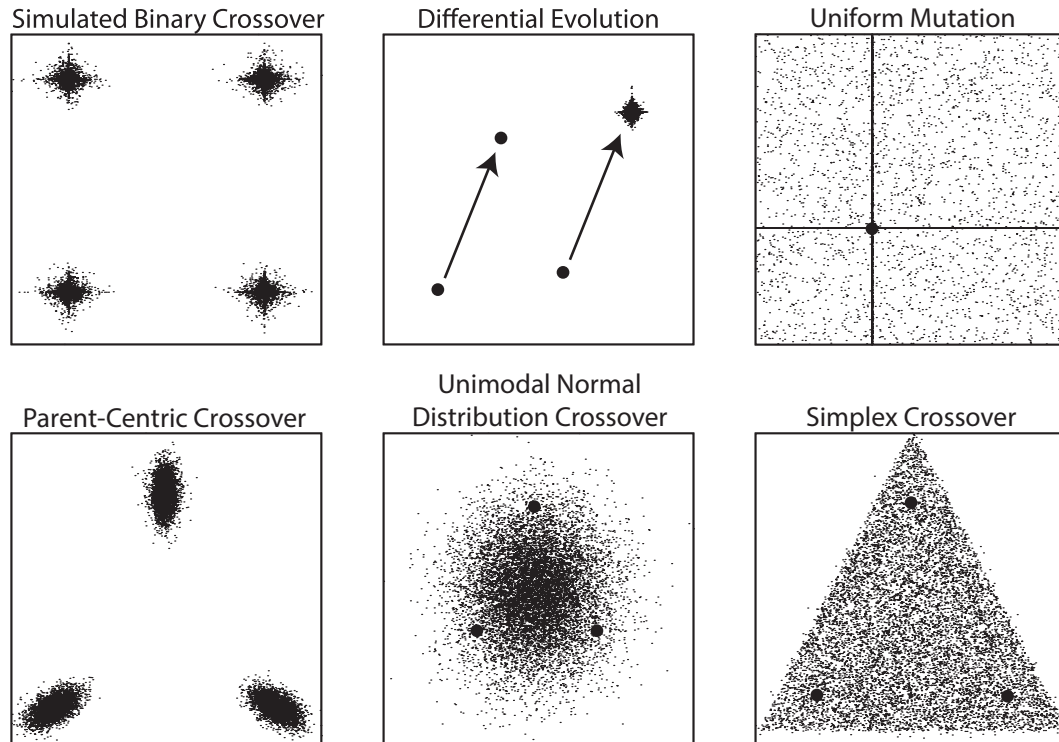 Simulated Binary Crossover
Differential Evolution
Uniform Mutation
Parent-Centric Crossover
Unimodal Normal
Distribution Crossover
Simplex Crossover